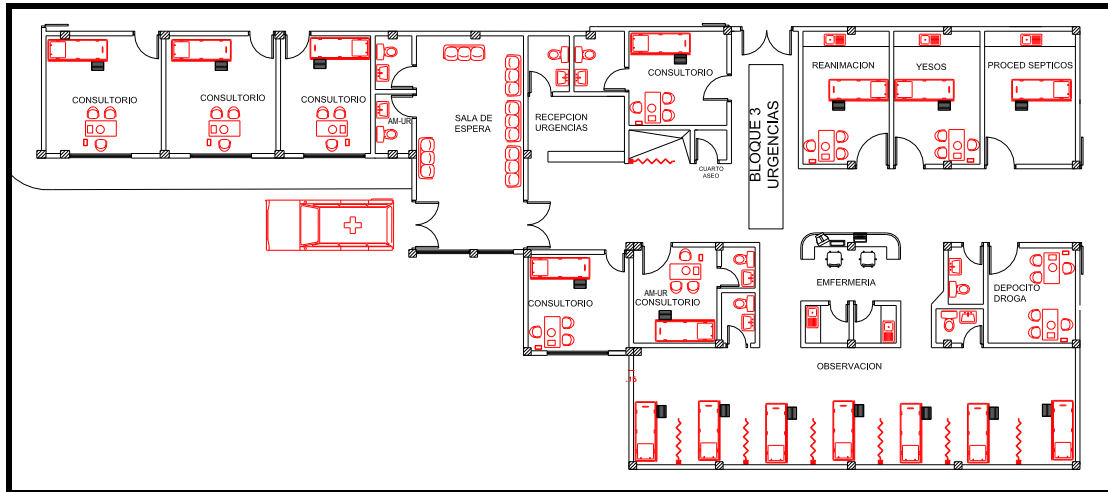 CONSULTORIO
CONSULTORIO
CONSULTORIO
AM-UR
SALA DE
ESPERA
RECEPCION
URGENCIAS
CONSULTORIO
CUARTO
ASEO
BLOQUE 3
URGENCIAS
REANIMACION
YESOS
PROCED SEPTICOS
CONSULTORIO
AM-UR
CONSULTORIO
EMFERMERIA
DEPOCITO
DROGA
OBSERVACION
.15